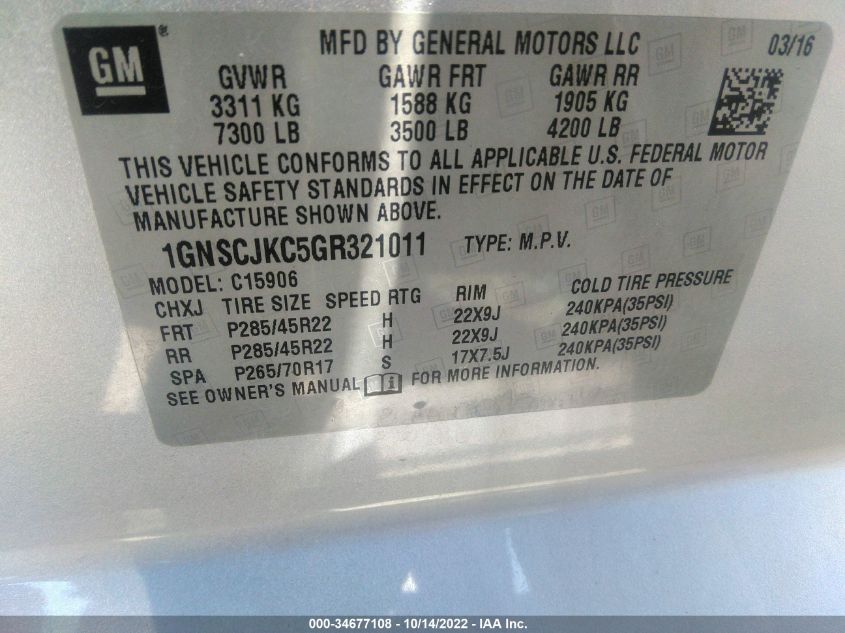 GM
MFD BY GENERAL MOTORS LLC 03/16
GVWR GAWR FRT GAWR RR
3311 KG 1588 KG 1905 KG
7300 LB 3500 LB 4200 LB
THIS VEHICLE CONFORMS TO ALL APPLICABLE U.S. FEDERAL MOTOR
VEHICLE SAFETY STANDARDS IN EFFECT ON THE DATE OF
MANUFACTURE SHOWN ABOVE.
1GNSCJKC5GR321011 TYPE: M.P.V.
MODEL: C15906
CHXJ TIRE SIZE SPEED RTG RIM COLD TIRE PRESSURE
FRT P285/45R22 H 22X9J 240KPA(35PSI)
RR P285/45R22 H 22X9J 240KPA(35PSI)
SPA P265/70R17 S 17X7.5J 240KPA(35PSI)
SEE OWNER'S MANUAL i FOR MORE INFORMATION.
000-34677108 - 10/14/2022 - IAA Inc.